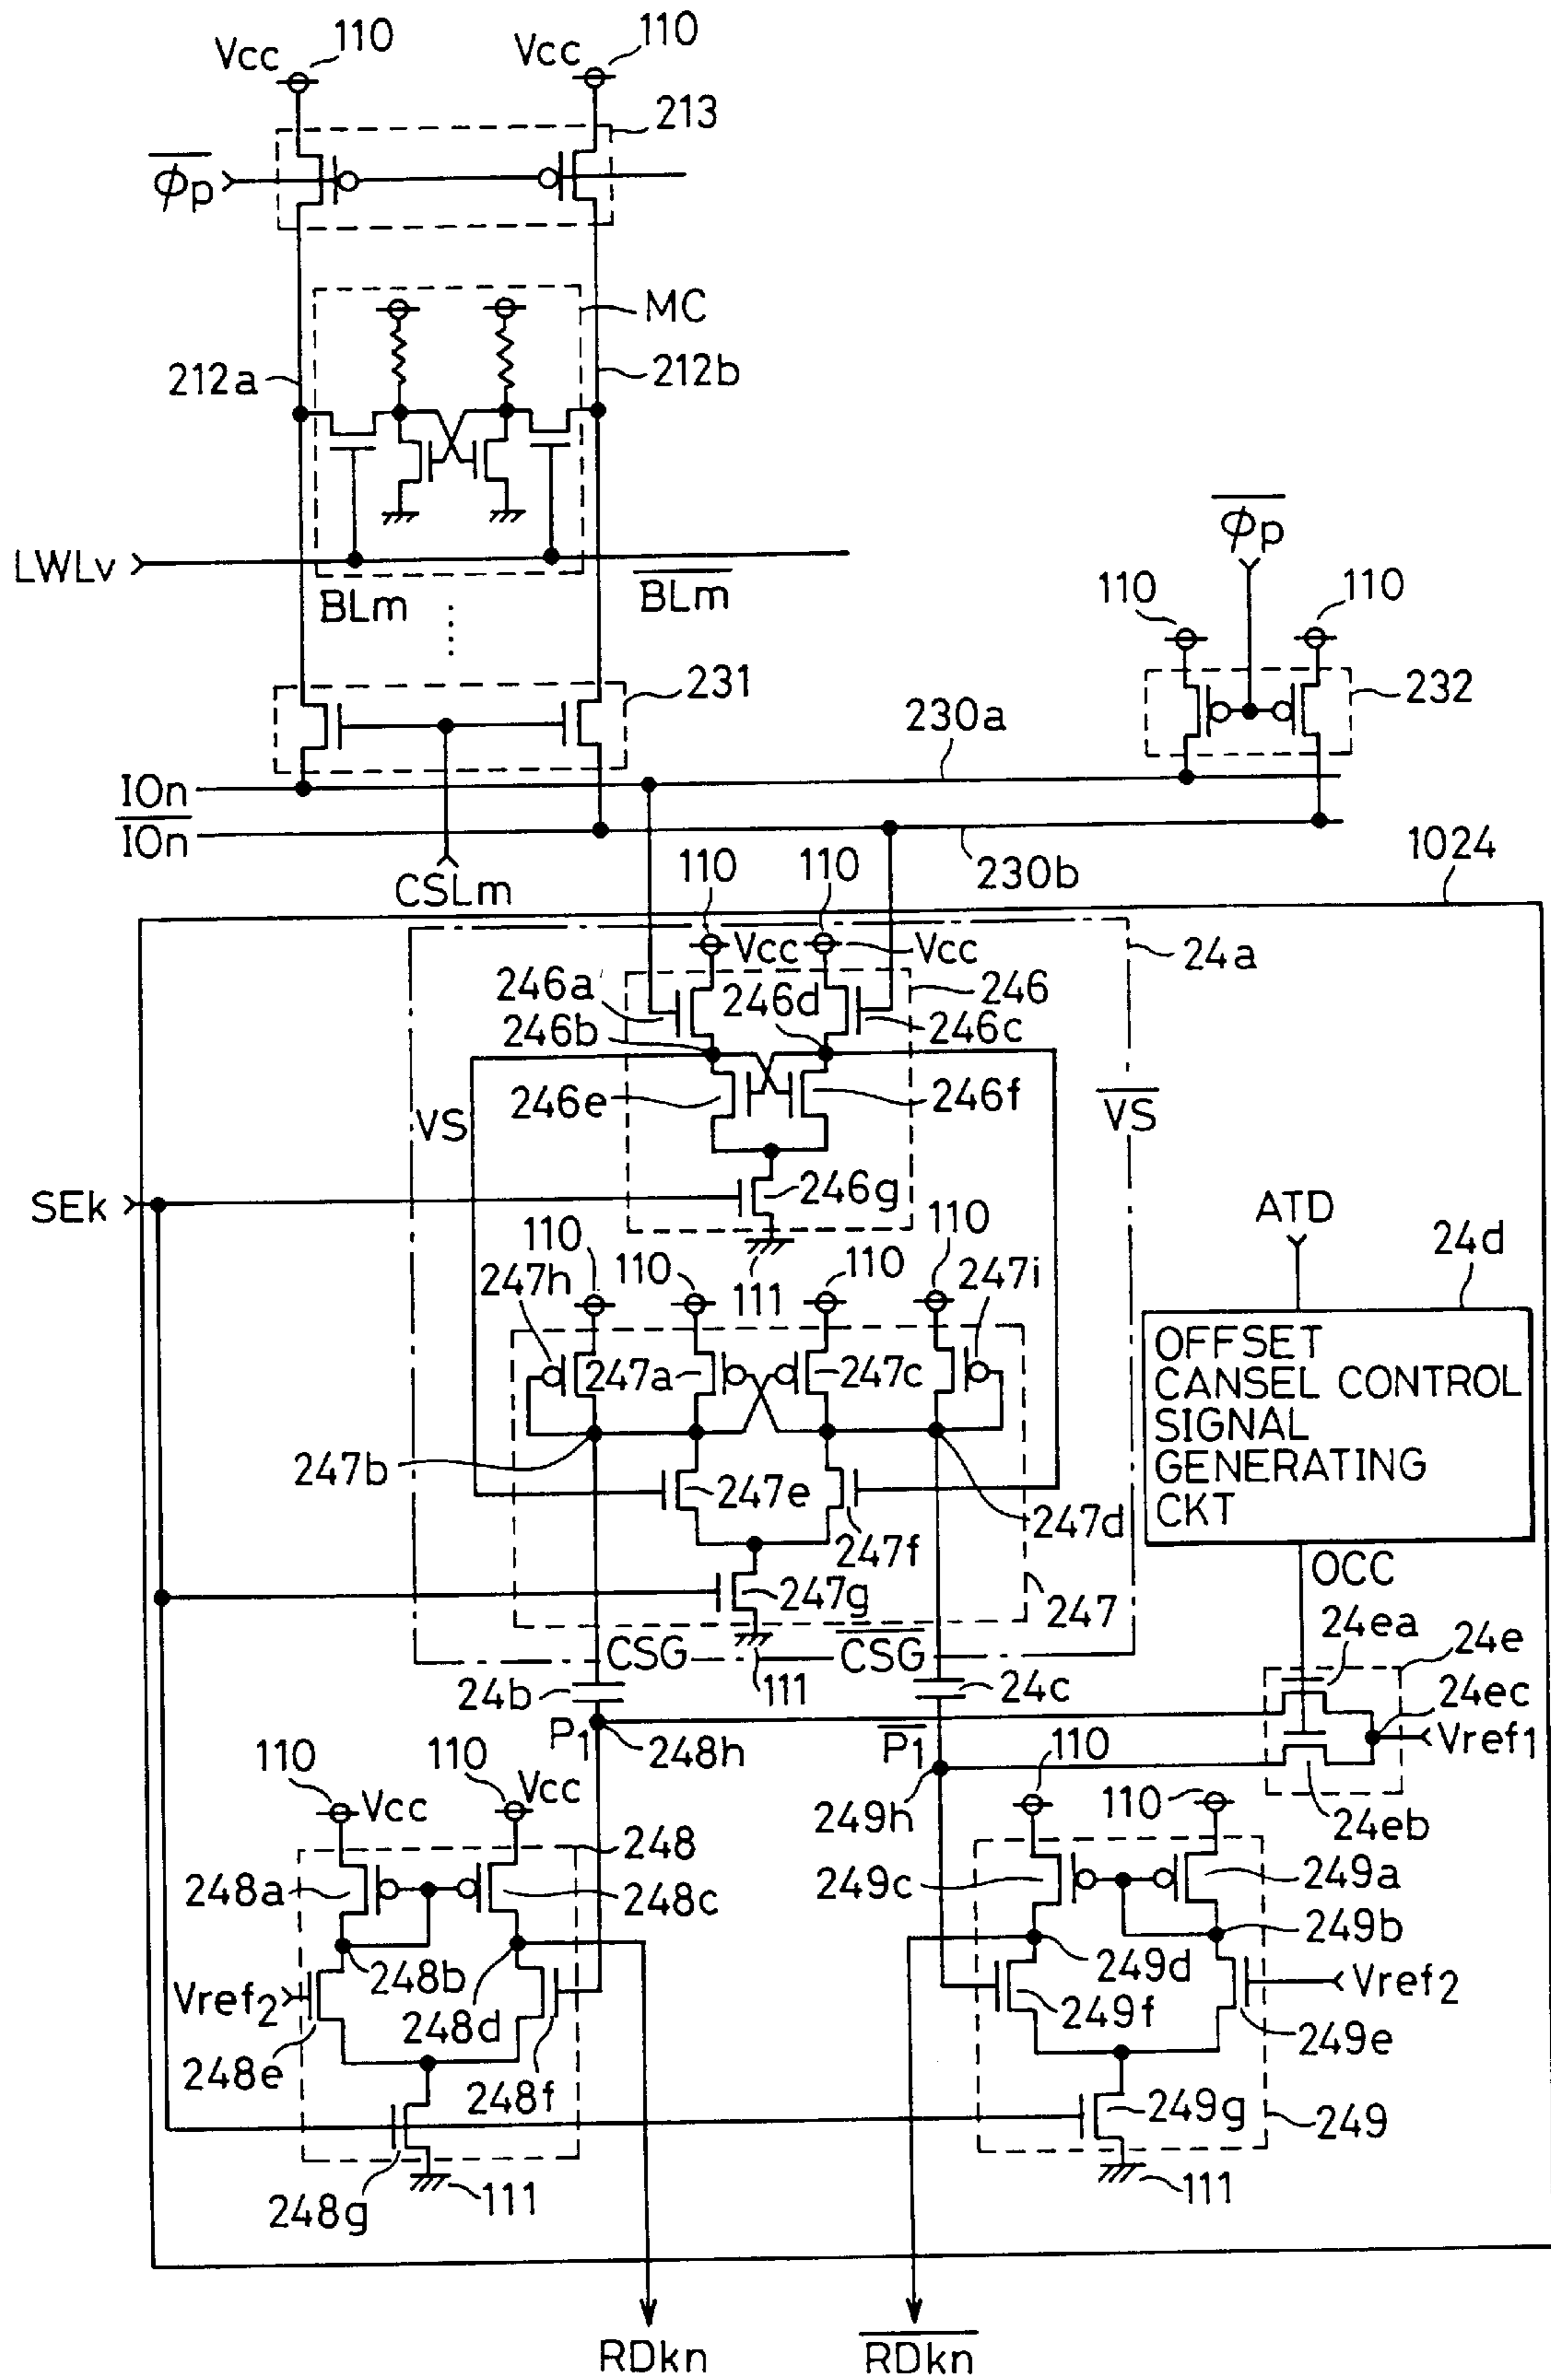 Vcc 110 Vcc 110
213
φp
MC
212a 212b
LWLv
BLm BLm
φp
110 110
231 232
230a
IOn
IOn
110 110 230b 1024
CSLm
Vcc Vcc 24a
246a 246d 246
246b 246c
246e 246f
VS VS
SEk 246g
110 110 ATD
24d
247h 110 111 110 247i
OFFSET
CANSEL CONTROL
SIGNAL
GENERATING
CKT
247a 247c
247b 247e 247d
247f
OCC
247g 247
24ea 24e
CSG CSG
24b 111 24c 24ec
P1 248h P1 Vref1
110 110 110
Vcc Vcc 249h 110 24eb
248
248a 248c 249c 249a
249b
248b 249d
Vref2 248d 249f Vref2
248e 248f 249e
249g 249
248g 111 111
RDkn RDkn